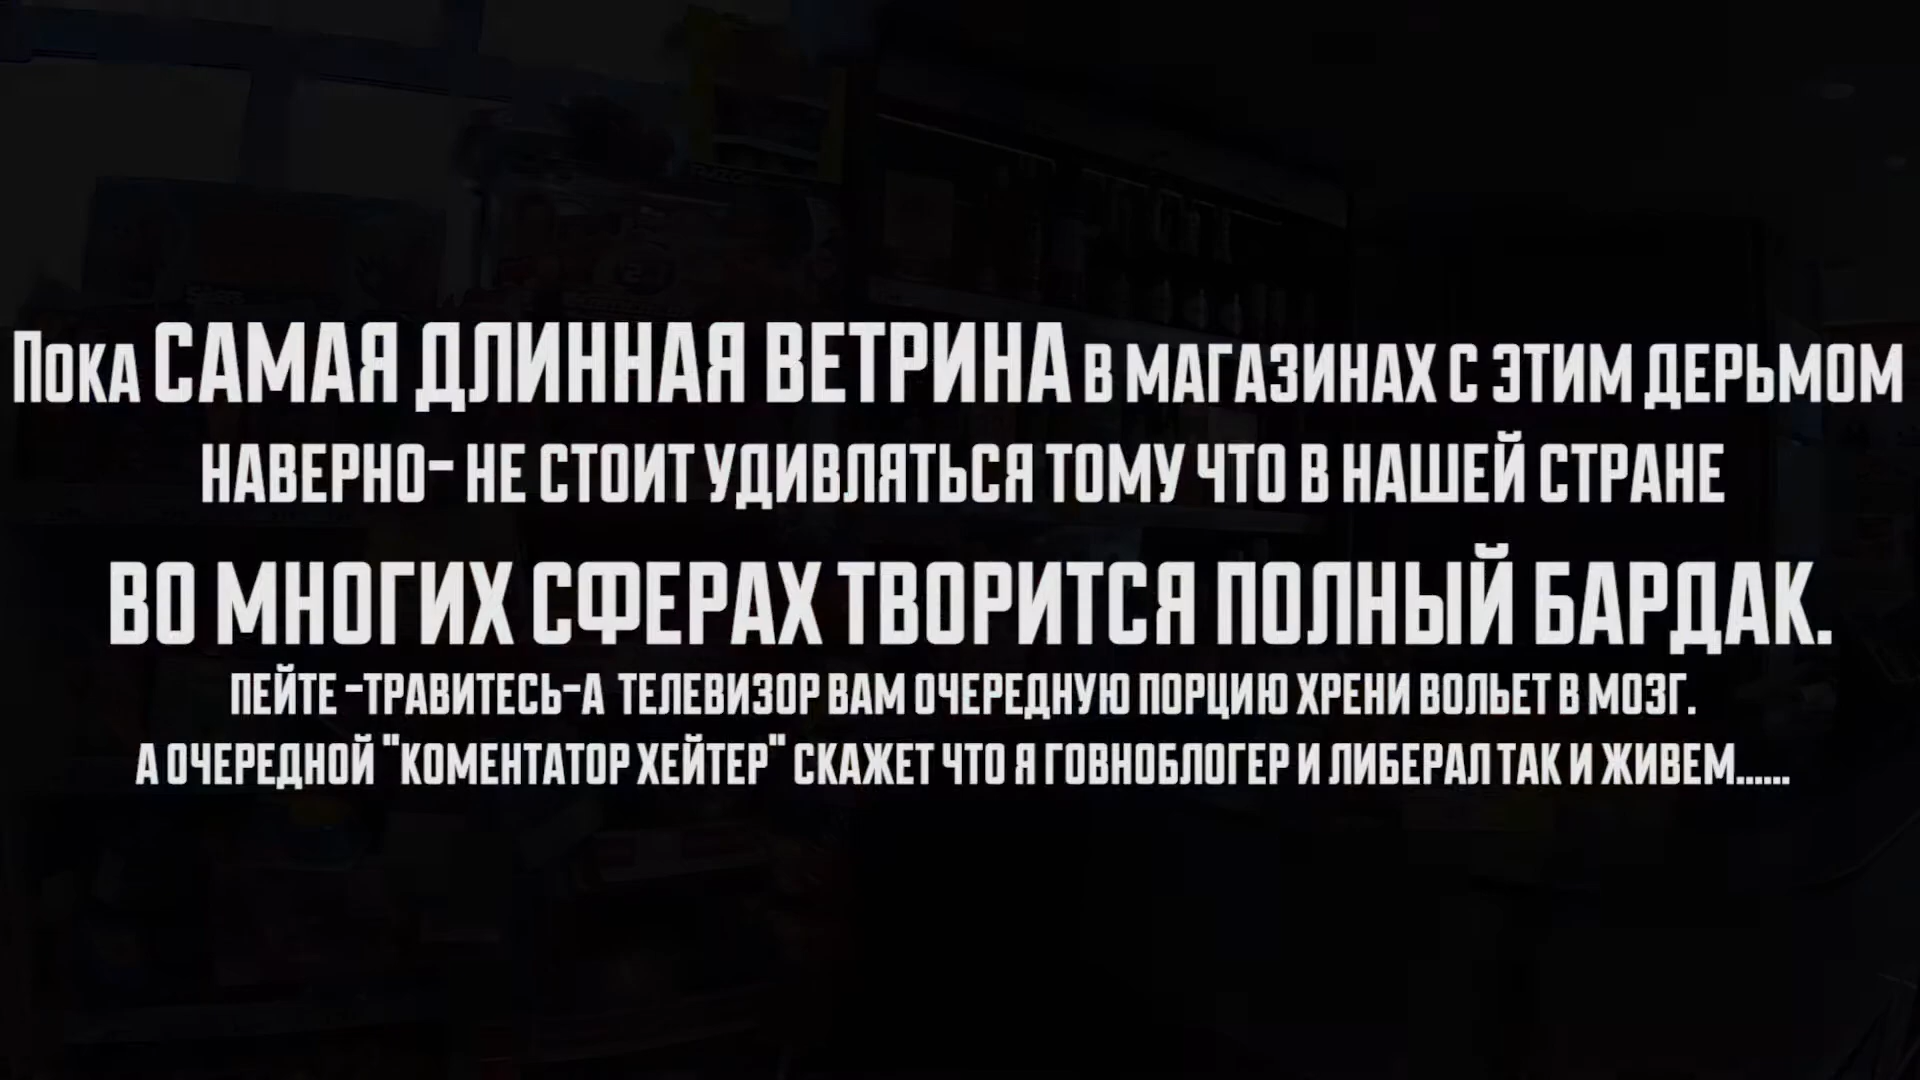 Пока САМАЯ ДЛИННАЯ ВЕТРИНА В МАГАЗИНАХ С ЭТИМ ДЕРЬМОМ
НАВЕРНО- НЕ СТОИТ УДИВЛЯТЬСЯ ТОМУ ЧТО В НАШЕЙ СТРАНЕ
ВО МНОГИХ СФЕРАХ ТВОРИТСЯ ПОЛНЫЙ БАРДАК.
ПЕЙТЕ -ТРАВИТЕСЬ-А ТЕЛЕВИЗОР ВАМ ОЧЕРЕДНУЮ ПОРЦИЮ ХРЕНИ ВОЛЬЕТ В МОЗГ.
А ОЧЕРЕДНОЙ "КОМЕНТАТОР ХЕЙТЕР" СКАЖЕТ ЧТО Я ГОВНОБЛОГЕР И ЛИБЕРАЛ ТАК И ЖИВЕМ......